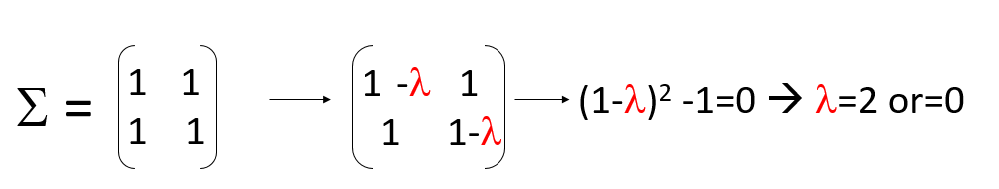 ∑ = (1 1
1 1) → (1 -λ 1
1 1-λ) → (1-λ)² -1=0 → λ=2 or=0